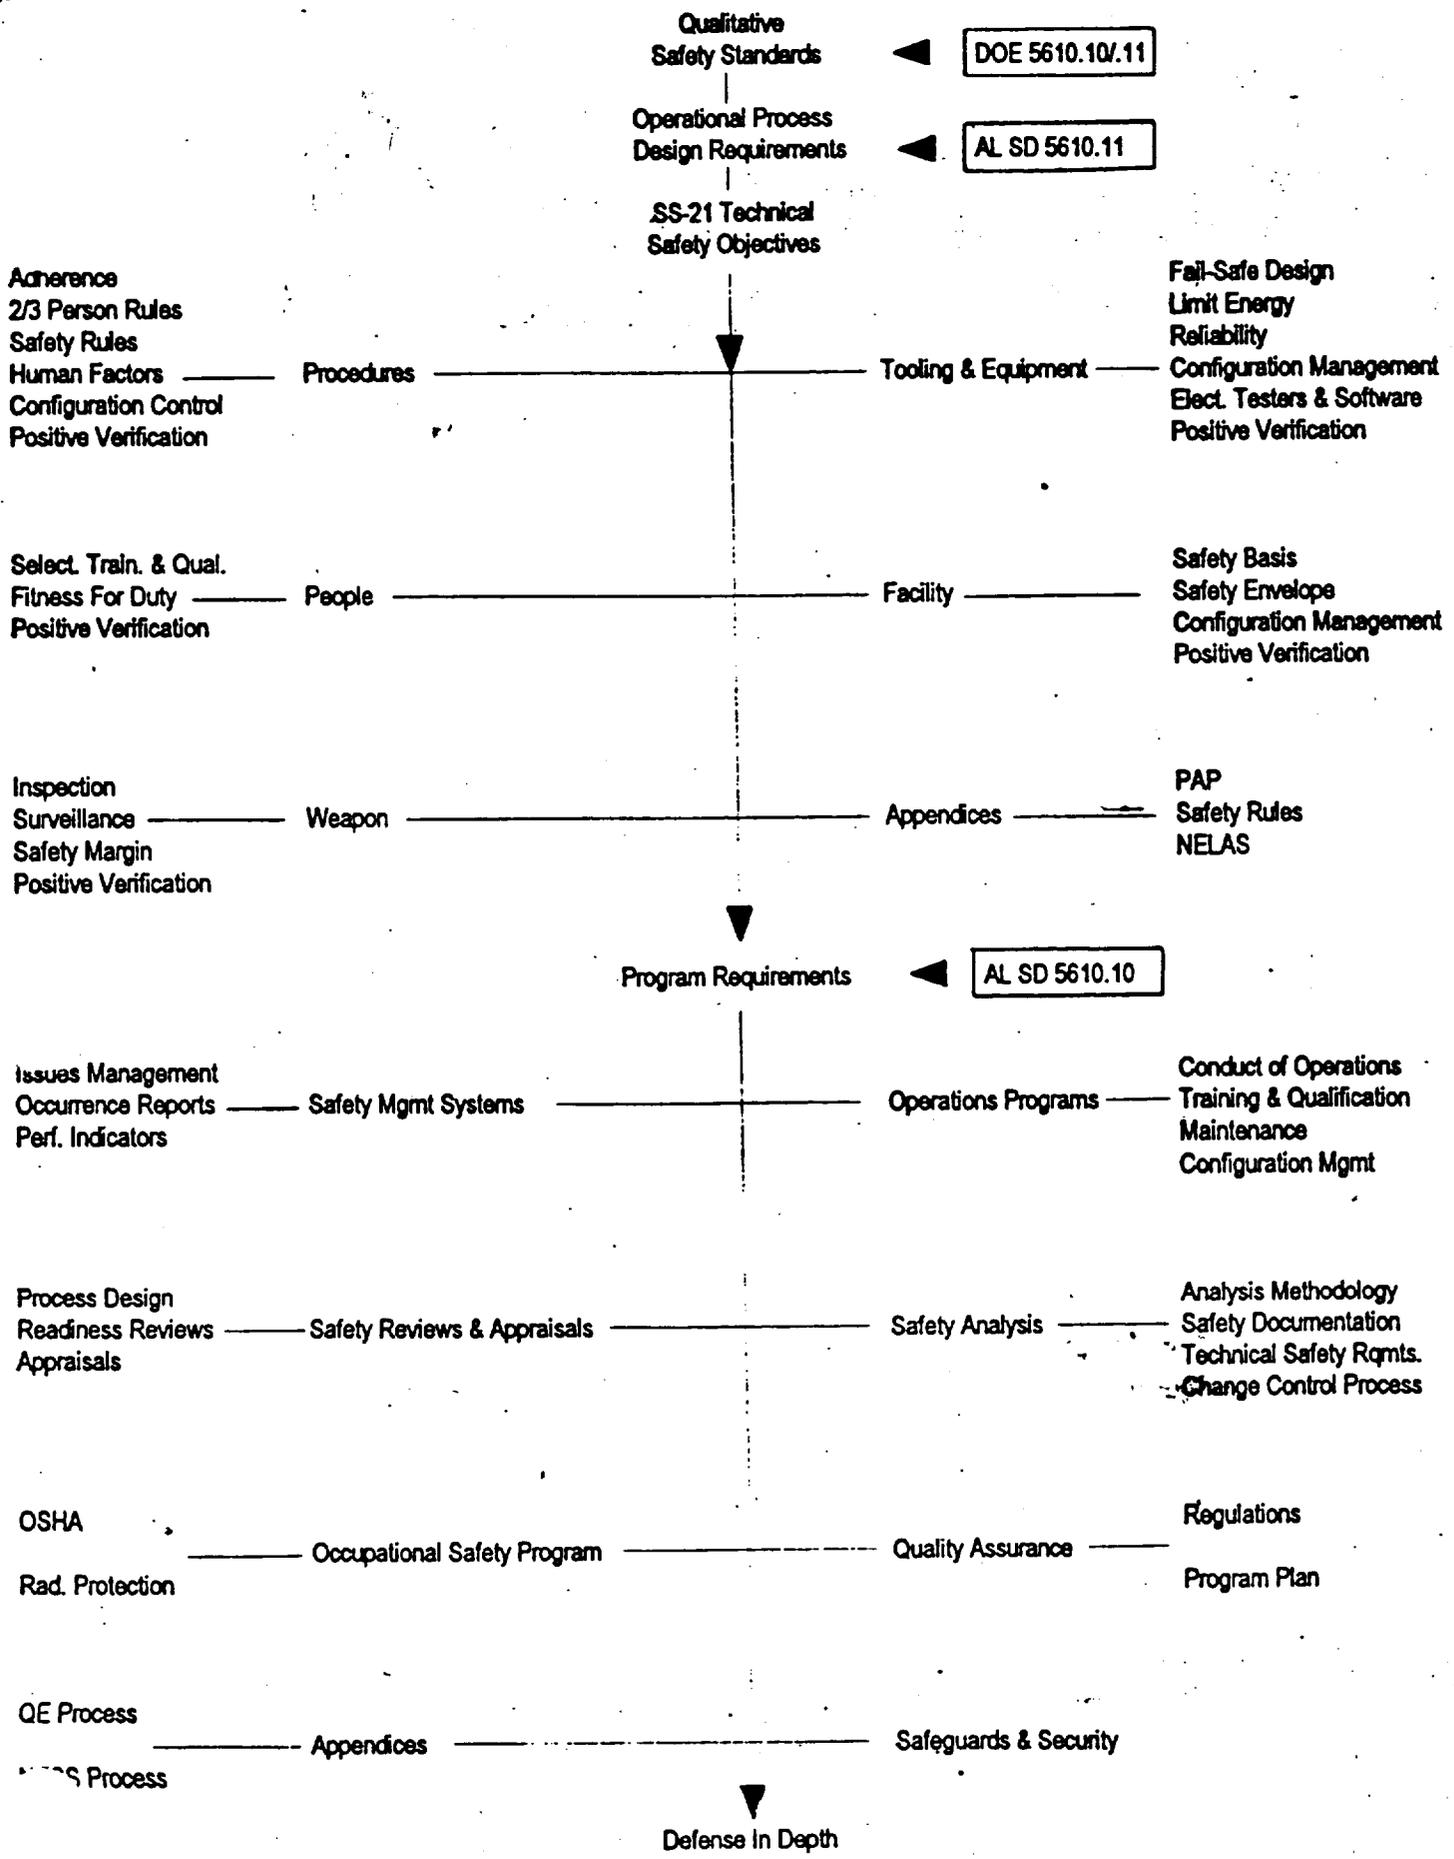 Qualitative
Safety Standards
DOE 5610.10/.11
Operational Process
Design Requirements
AL SD 5610.11
SS-21 Technical
Safety Objectives
Adherence
2/3 Person Rules
Safety Rules
Human Factors
Configuration Control
Positive Verification
Procedures
Tooling & Equipment
Fail-Safe Design
Limit Energy
Reliability
Configuration Management
Elect. Testers & Software
Positive Verification
Select. Train. & Qual.
Fitness For Duty
Positive Verification
People
Facility
Safety Basis
Safety Envelope
Configuration Management
Positive Verification
Inspection
Surveillance
Safety Margin
Positive Verification
Weapon
Appendices
PAP
Safety Rules
NELAS
Program Requirements
AL SD 5610.10
Issues Management
Occurrence Reports
Perf. Indicators
Safety Mgmt Systems
Operations Programs
Conduct of Operations
Training & Qualification
Maintenance
Configuration Mgmt
Process Design
Readiness Reviews
Appraisals
Safety Reviews & Appraisals
Safety Analysis
Analysis Methodology
Safety Documentation
Technical Safety Rqmts.
Change Control Process
OSHA
Rad. Protection
Occupational Safety Program
Quality Assurance
Regulations
Program Plan
QE Process
Process
Appendices
Safeguards & Security
Defense In Depth